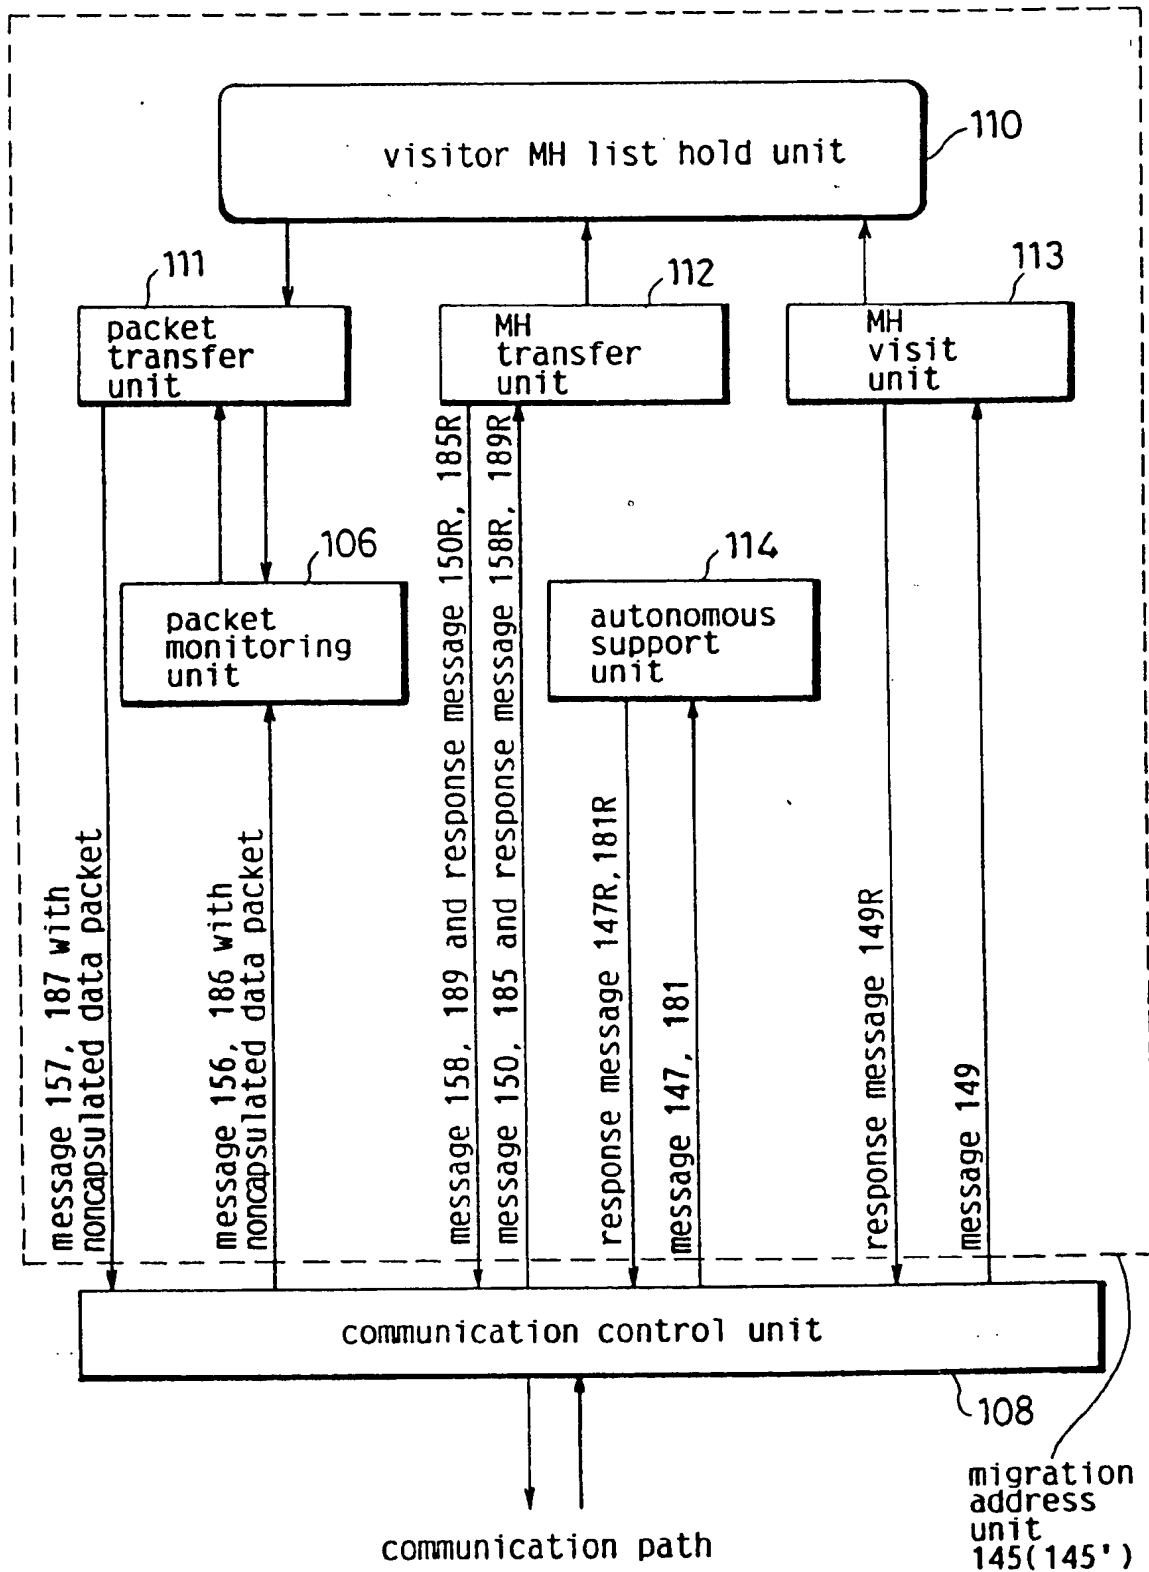 visitor MH list hold unit
110
111
112
113
packet
transfer
unit
MH
transfer
unit
MH
visit
unit
106
114
packet
monitoring
unit
autonomous
support
unit
message 157, 187 with
noncapsulated data packet
message 156, 186 with
noncapsulated data packet
message 158, 189 and response message 150R, 185R
message 150, 185 and response message 158R, 189R
response message 147R,181R
message 147, 181
response message 149R
message 149
communication control unit
108
communication path
migration
address
unit
145(145')